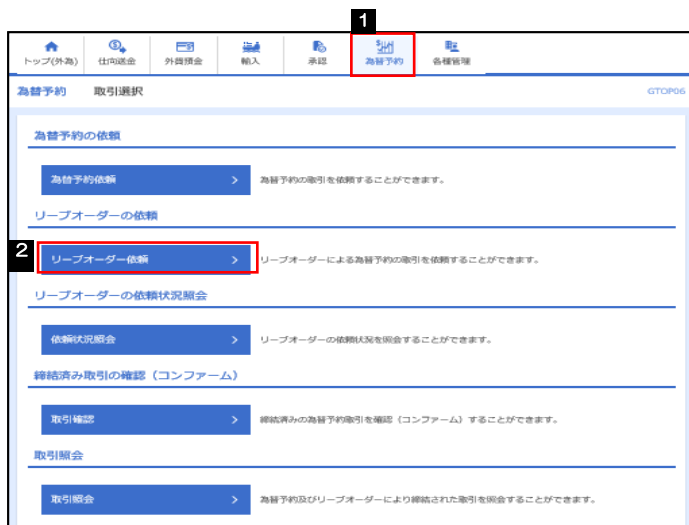 1
トップ(外為) 仕向送金 外貨預金 輸入 承認 為替予約 各種管理
為替予約 取引選択 GTOP06
為替予約の依頼
為替予約依頼 > 為替予約の取引を依頼することができます。
リーブオーダーの依頼
2 リーブオーダー依頼 > リーブオーダーによる為替予約の取引を依頼することができます。
リーブオーダーの依頼状況照会
依頼状況照会 > リーブオーダーの依頼状況を照会することができます。
締結済み取引の確認（コンファーム）
取引確認 > 締結済みの為替予約取引を確認（コンファーム）することができます。
取引照会
取引照会 > 為替予約及びリーブオーダーにより締結された取引を照会することができます。